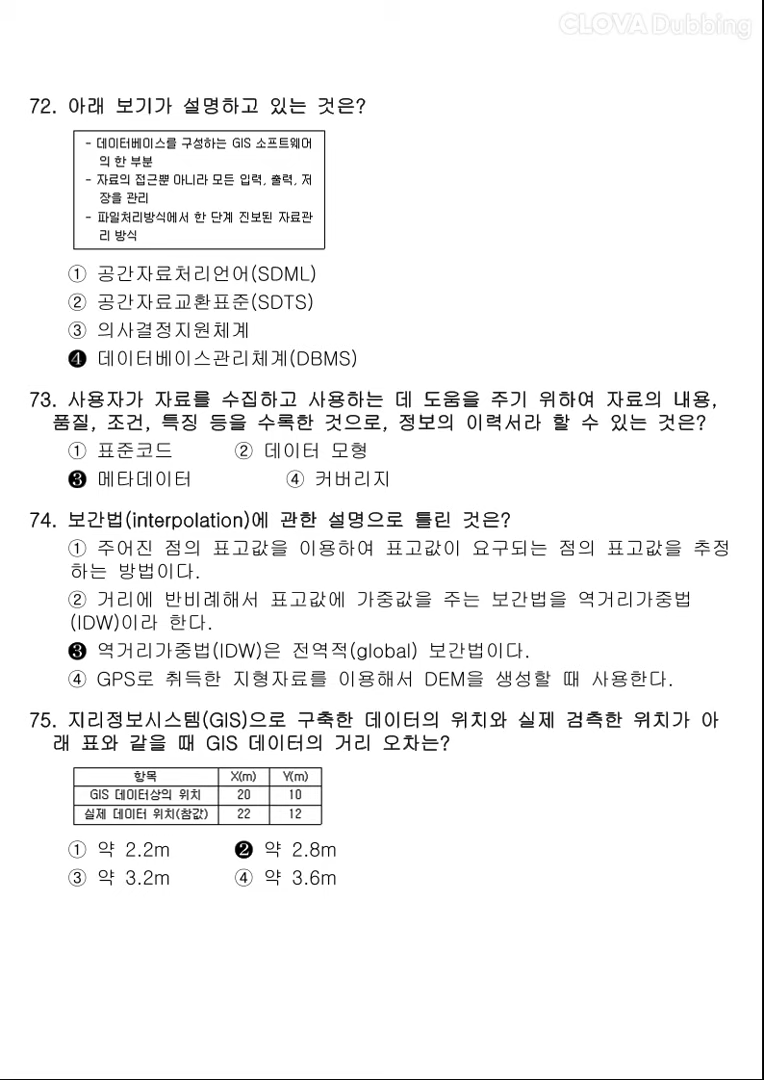 CLOVA Dubbing
72. 아래 보기가 설명하고 있는 것은?
- 데이터베이스를 구성하는 GIS 소프트웨어
의 한 부분
- 자료의 접근뿐 아니라 모든 입력, 출력, 저
장을 관리
- 파일처리방식에서 한 단계 진보된 자료관
리 방식
① 공간자료처리언어(SDML)
② 공간자료교환표준(SDTS)
③ 의사결정지원체계
❹ 데이터베이스관리체계(DBMS)
73. 사용자가 자료를 수집하고 사용하는 데 도움을 주기 위하여 자료의 내용,
품질, 조건, 특징 등을 수록한 것으로, 정보의 이력서라 할 수 있는 것은?
① 표준코드 ② 데이터 모형
❸ 메타데이터 ④ 커버리지
74. 보간법(interpolation)에 관한 설명으로 틀린 것은?
① 주어진 점의 표고값을 이용하여 표고값이 요구되는 점의 표고값을 추정
하는 방법이다.
② 거리에 반비례해서 표고값에 가중값을 주는 보간법을 역거리가중법
(IDW)이라 한다.
❸ 역거리가중법(IDW)은 전역적(global) 보간법이다.
④ GPS로 취득한 지형자료를 이용해서 DEM을 생성할 때 사용한다.
75. 지리정보시스템(GIS)으로 구축한 데이터의 위치와 실제 검측한 위치가 아
래 표와 같을 때 GIS 데이터의 거리 오차는?
항목 X(m) Y(m)
GIS 데이터상의 위치 20 10
실제 데이터 위치(참값) 22 12
① 약 2.2m ❷ 약 2.8m
③ 약 3.2m ④ 약 3.6m